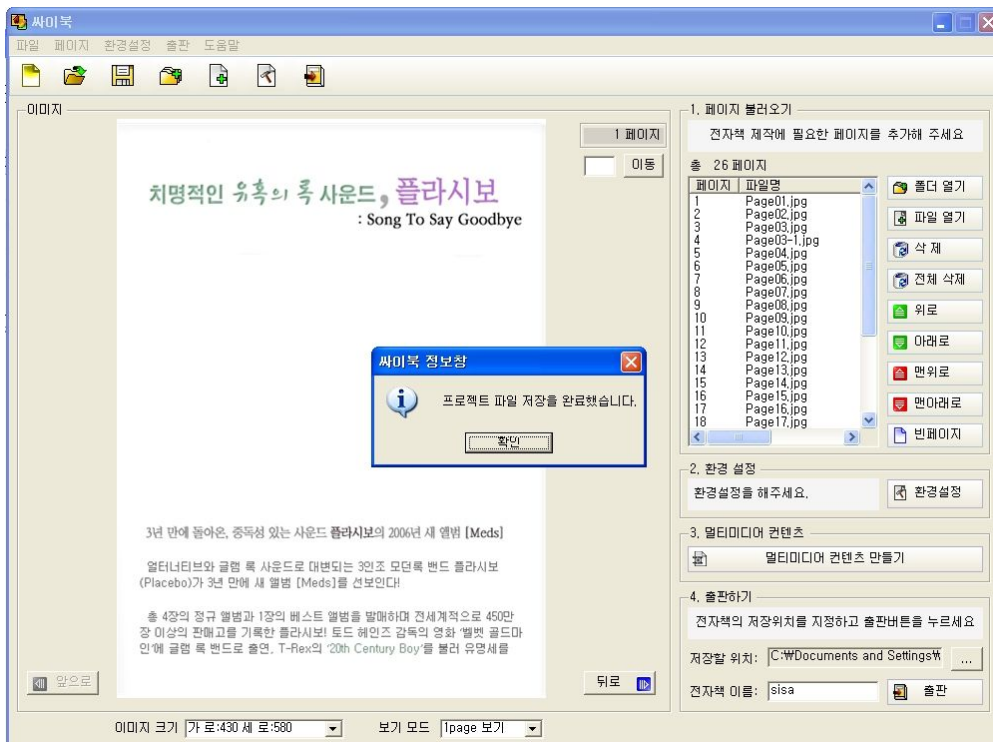 싸이북
파일 페이지 환경설정 출판 도움말
이미지
1 페이지
이동
치명적인 유혹의 록 사운드, 플라시보
: Song To Say Goodbye
3년 만에 돌아온, 중독성 있는 사운드 플라시보의 2006년 새 앨범 [Meds]
얼터너티브와 글램 록 사운드로 대변되는 3인조 모던록 밴드 플라시보
(Placebo)가 3년 만에 새 앨범 [Meds]를 선보인다!
총 4장의 정규 앨범과 1장의 베스트 앨범을 발매하며 전세계적으로 450만
장 이상의 판매고를 기록한 플라시보! 토드 헤인즈 감독의 영화 '벨벳 골드마
인'에 글램 록 밴드로 출연, T-Rex의 '20th Century Boy'를 불러 유명세를
앞으로
뒤로
이미지 크기 가 로:430 세 로:580
보기 모드 1page 보기
싸이북 정보창
프로젝트 파일 저장을 완료했습니다.
확인
1. 페이지 불러오기
전자책 제작에 필요한 페이지를 추가해 주세요
총 26 페이지
페이지 파일명
1 Page01.jpg
2 Page02.jpg
3 Page03.jpg
4 Page03-1.jpg
5 Page04.jpg
6 Page05.jpg
7 Page06.jpg
8 Page07.jpg
9 Page08.jpg
10 Page09.jpg
11 Page10.jpg
12 Page11.jpg
13 Page12.jpg
14 Page13.jpg
15 Page14.jpg
16 Page15.jpg
17 Page16.jpg
18 Page17.jpg
폴더 열기
파일 열기
삭 제
전체 삭제
위로
아래로
맨위로
맨아래로
빈페이지
2. 환경 설정
환경설정을 해주세요.
환경설정
3. 멀티미디어 컨텐츠
멀티미디어 컨텐츠 만들기
4. 출판하기
전자책의 저장위치를 지정하고 출판버튼을 누르세요
저장할 위치: C:₩Documents and Settings₩ ...
전자책 이름: sisa
출판